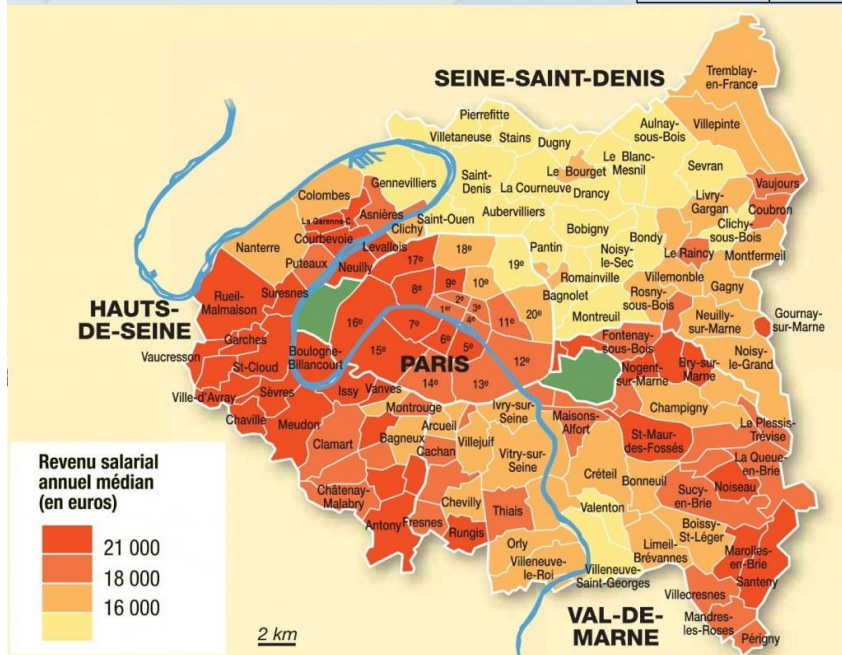 SEINE-SAINT-DENIS
Tremblay-
en-France
Pierrefitte
Villetaneuse
Stains
Dugny
Aulnay-
sous-Bois
Villepinte
Le Bourget
Le Blanc-
Mesnil
Sevran
Gennevilliers
Saint-
Denis
La Courneuve
Drancy
Vaujours
Colombes
Livry-
Gargan
Coubron
La Garenne-C.
Asnières
Clichy
Saint-Ouen
Aubervilliers
Bobigny
Bondy
Clichy-
sous-Bois
Courbevoie
Levallois
Nanterre
Puteaux
Neuilly
17e
18e
19e
Pantin
Noisy-
le-Sec
Le Raincy
Montfermeil
8e
9e
10e
Romainville
Villemonble
Gagny
HAUTS-
DE-SEINE
Rueil-
Malmaison
Suresnes
2e
3e
1er
4e
11e
20e
Bagnolet
Rosny-
sous-Bois
Montreuil
Neuilly-
sur-Marne
Gournay-
sur-Marne
16e
7e
6e
5e
Garches
Vaucresson
St-Cloud
Boulogne-
Billancourt
15e
PARIS
12e
Fontenay-
sous-Bois
Nogent-
sur-Marne
Bry-sur-
Marne
Noisy-
le-Grand
Ville-d'Avray
Sèvres
Issy
Vanves
14e
13e
Chaville
Meudon
Montrouge
Ivry-sur-
Seine
Maisons-
Alfort
Champigny
Le Plessis-
Trévise
Clamart
Bagneux
Arcueil
Cachan
Villejuif
Vitry-sur-
Seine
St-Maur-
des-Fossés
La Queue-
en-Brie
Châtenay-
Malabry
Créteil
Bonneuil
Sucy-
en-Brie
Noiseau
Chevilly
Thiais
Valenton
Antony
Fresnes
Rungis
Boissy-
St-Léger
Orly
Limeil-
Brévannes
Marolles-
en-Brie
Villeneuve-
le-Roi
Villeneuve-
Saint-Georges
Santeny
Villecresnes
VAL-DE-
MARNE
Mandres-
les-Roses
Périgny
Revenu salarial
annuel médian
(en euros)
21 000
18 000
16 000
2 km